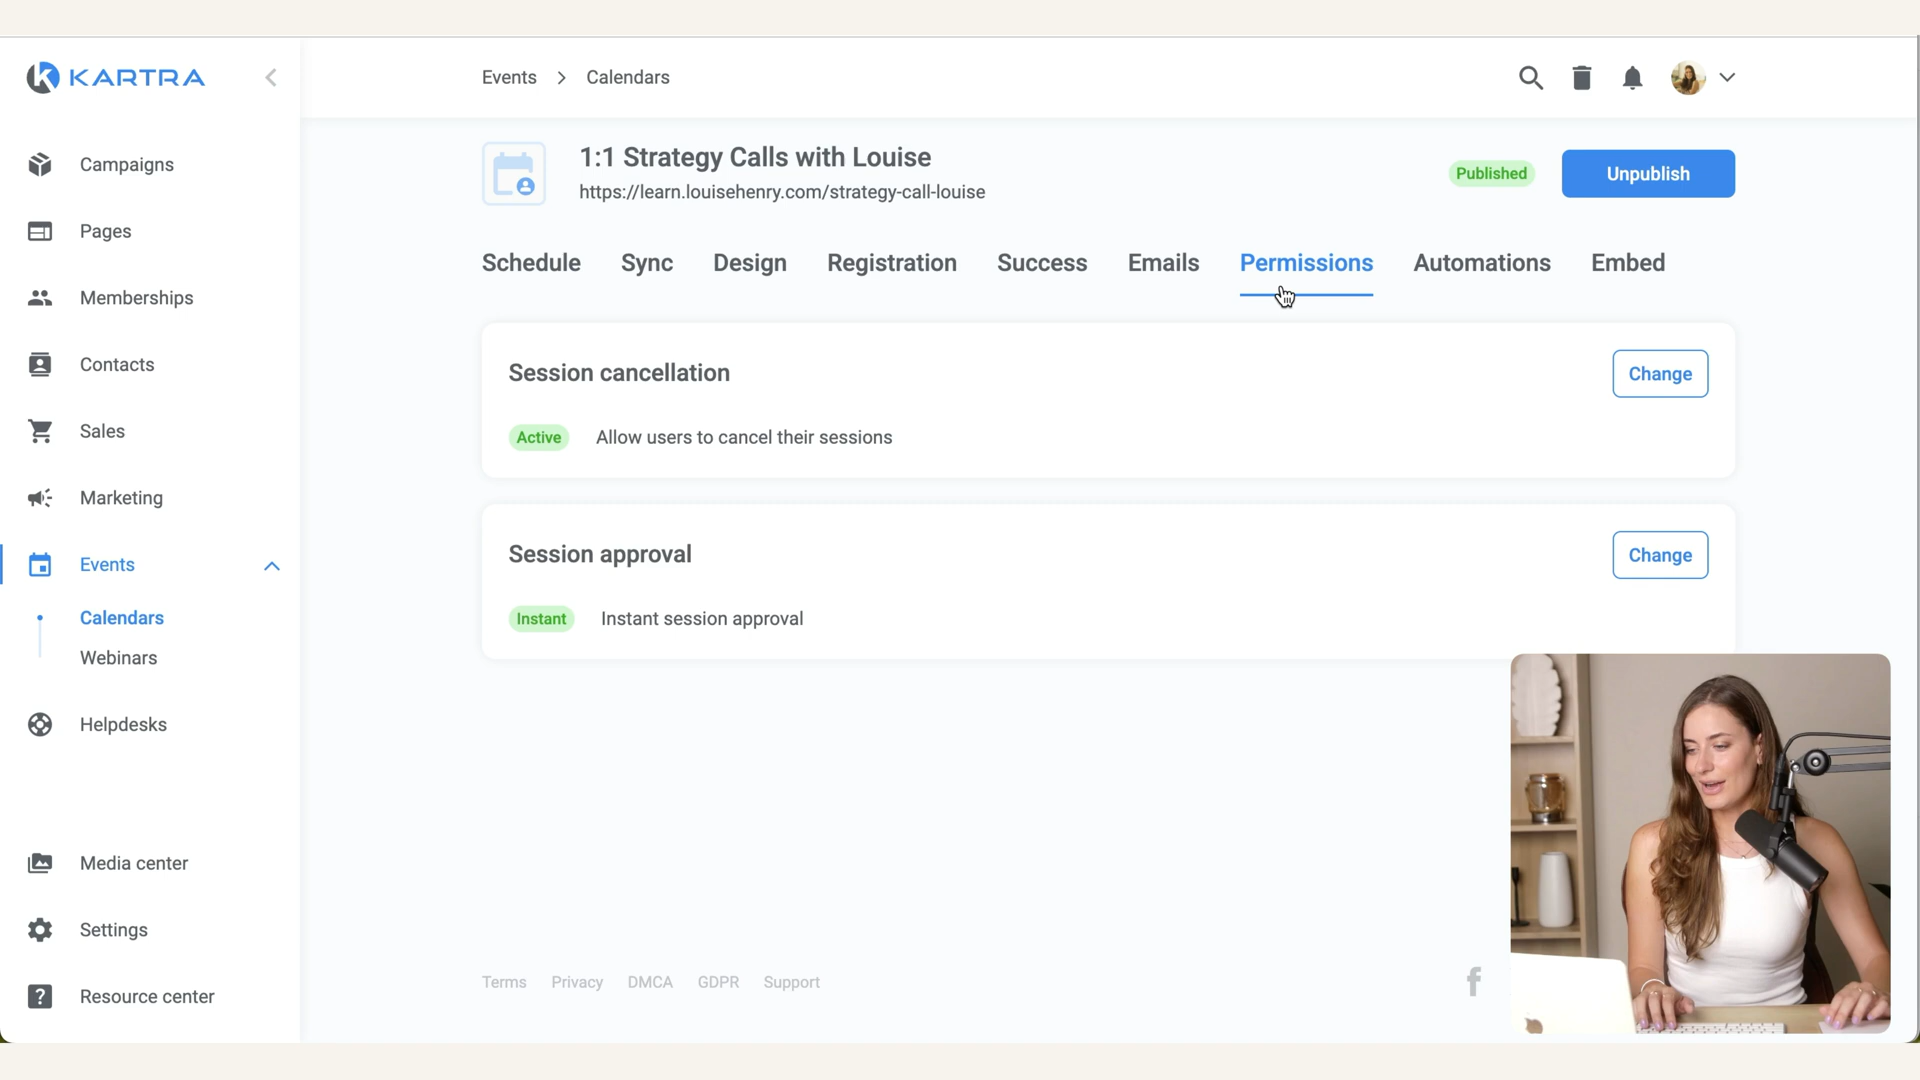 KARTRA
Events > Calendars
Campaigns
Pages
Memberships
Contacts
Sales
Marketing
Events
Calendars
Webinars
Helpdesks
Media center
Settings
Resource center
1:1 Strategy Calls with Louise
https://learn.louisehenry.com/strategy-call-louise
Published
Unpublish
Schedule Sync Design Registration Success Emails Permissions Automations Embed
Session cancellation
Change
Active Allow users to cancel their sessions
Session approval
Change
Instant Instant session approval
Terms Privacy DMCA GDPR Support